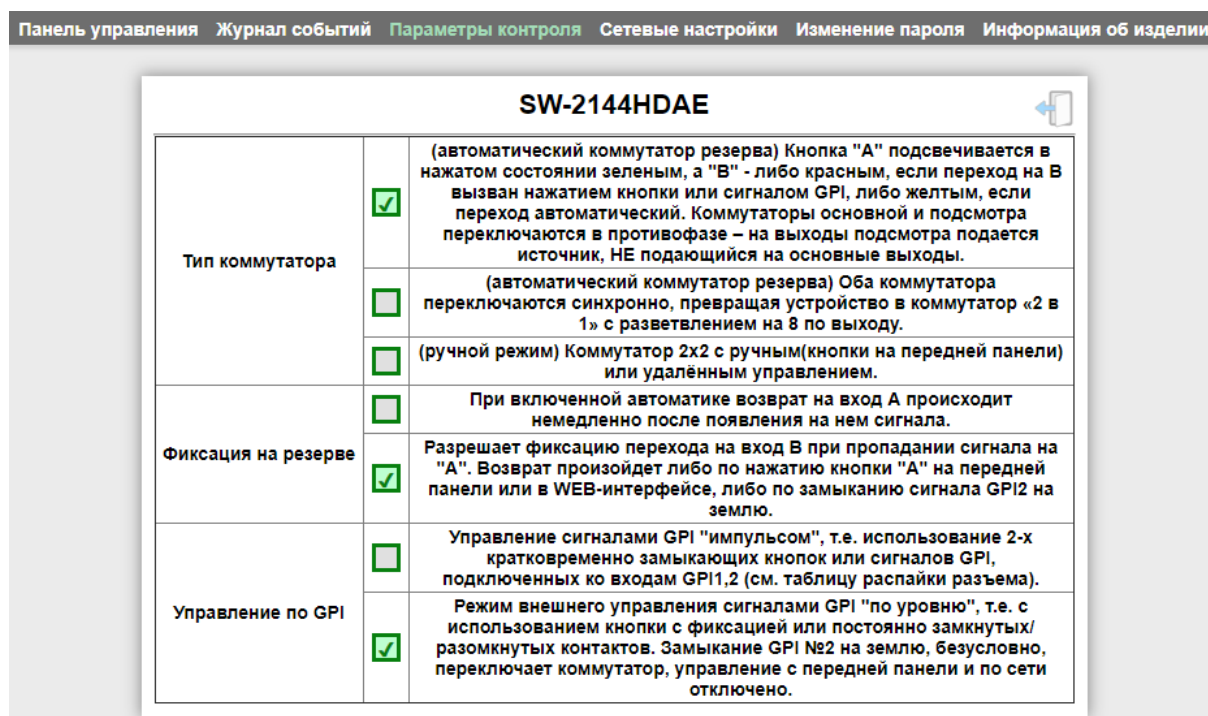 Панель управления Журнал событий Параметры контроля Сетевые настройки Изменение пароля Информация об изделии
SW-2144HDAE
Тип коммутатора
(автоматический коммутатор резерва) Кнопка "А" подсвечивается в
нажатом состоянии зеленым, а "В" - либо красным, если переход на В
вызван нажатием кнопки или сигналом GPI, либо желтым, если
переход автоматический. Коммутаторы основной и подсмотра
переключаются в противофазе – на выходы подсмотра подается
источник, НЕ подающийся на основные выходы.
(автоматический коммутатор резерва) Оба коммутатора
переключаются синхронно, превращая устройство в коммутатор «2 в
1» с разветвлением на 8 по выходу.
(ручной режим) Коммутатор 2х2 с ручным(кнопки на передней панели)
или удалённым управлением.
Фиксация на резерве
При включенной автоматике возврат на вход А происходит
немедленно после появления на нем сигнала.
Разрешает фиксацию перехода на вход В при пропадании сигнала на
"А". Возврат произойдет либо по нажатию кнопки "А" на передней
панели или в WEB-интерфейсе, либо по замыканию сигнала GPI2 на
землю.
Управление по GPI
Управление сигналами GPI "импульсом", т.е. использование 2-х
кратковременно замыкающих кнопок или сигналов GPI,
подключенных ко входам GPI1,2 (см. таблицу распайки разъема).
Режим внешнего управления сигналами GPI "по уровню", т.е. с
использованием кнопки с фиксацией или постоянно замкнутых/
разомкнутых контактов. Замыкание GPI №2 на землю, безусловно,
переключает коммутатор, управление с передней панели и по сети
отключено.